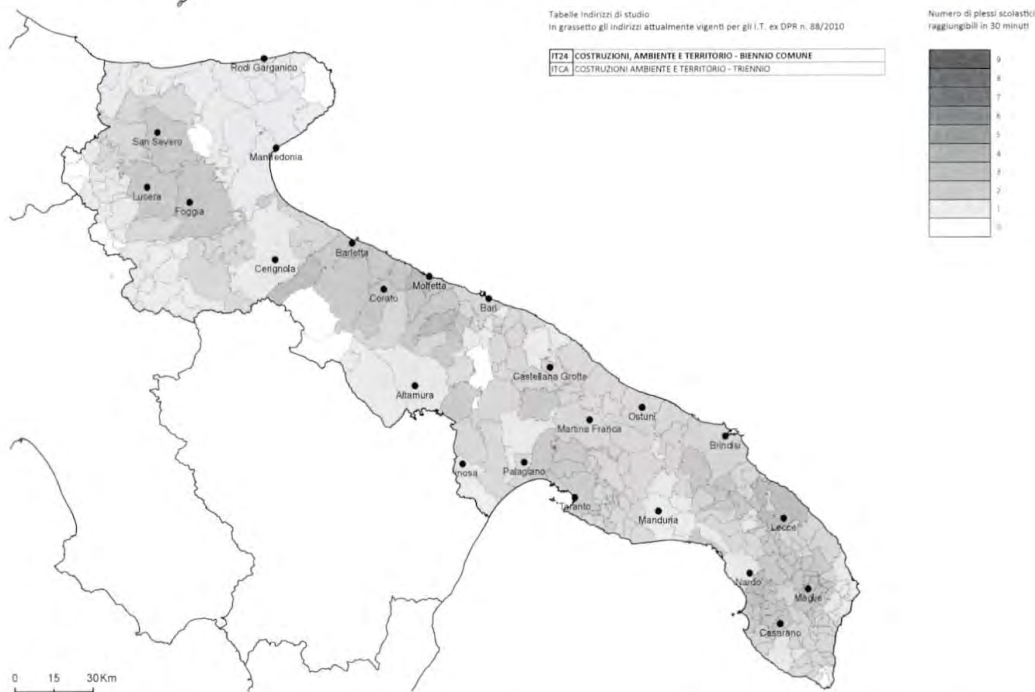 Tabelle Indirizzi di studio
In grassetto gli indirizzi attualmente vigenti per gli I.T. ex DPR n. 88/2010
IT24 COSTRUZIONI, AMBIENTE E TERRITORIO - BIENNIO COMUNE
ITCA COSTRUZIONI AMBIENTE E TERRITORIO - TRIENNIO
Numero di plessi scolastici
raggiungibili in 30 minuti
9
8
7
6
5
4
3
2
1
0
Rodi Garganico
San Severo
Manfredonia
Lucera
Foggia
Barletta
Cerignola
Molfetta
Corato
Bari
Castellana Grotte
Altamura
Ostuni
Martina Franca
Brindisi
Palagiano
nosa
Taranto
Manduria
Lecce
Nardo'
Maglie
Casarano
0 15 30 Km